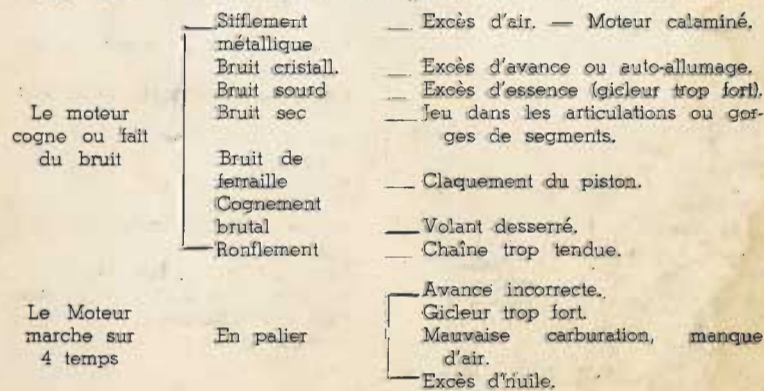 Sifflement métallique — Excès d'air. — Moteur calaminé.
Bruit cristall. — Excès d'avance ou auto-allumage.
Bruit sourd — Excès d'essence (gicleur trop fort).
Le moteur cogne ou fait du bruit
Bruit sec — Jeu dans les articulations ou gor-
ges de segments.
Bruit de ferraille — Claquement du piston.
Cognement brutal — Volant desserré.
Ronflement — Chaîne trop tendue.
Le Moteur marche sur 4 temps
En palier
Avance incorrecte.
Gicleur trop fort.
Mauvaise carburation, manque
d'air.
Excès d'huile.